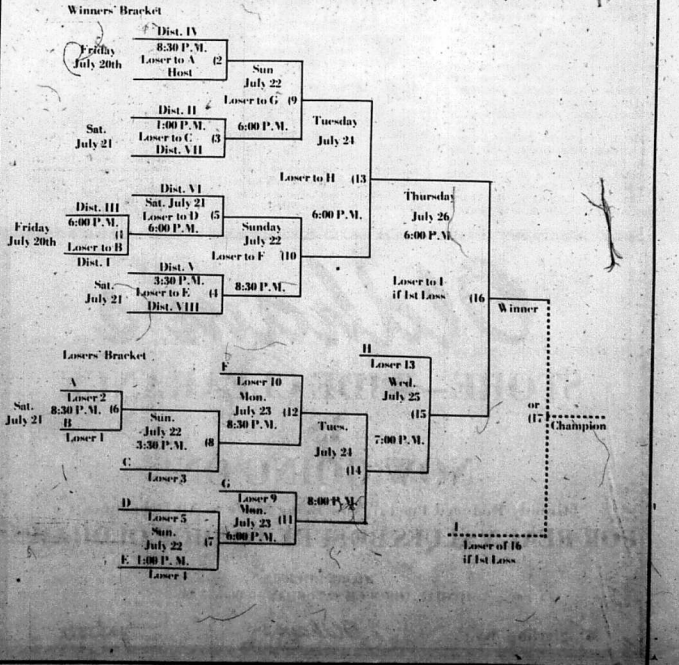 Winners' Bracket
Dist. IV
Friday
July 20th
8:30 P.M.
Loser to A
(2
Host
Sun
July 22
Loser to G
(9
6:00 P.M.
Dist. II
Sat.
July 21
1:00 P.M.
Loser to C
(3
Dist. VII
Tuesday
July 24
Loser to H
(13
6:00 P.M.
Dist. VI
Sat. July 21
Loser to D
(5
6:00 P.M.
Dist. III
Friday
July 20th
6:00 P.M.
(1
Loser to B
Dist. I
Sunday
July 22
Loser to F
(10
8:30 P.M.
Dist. V
Sat.
July 21
3:30 P.M.
Loser to E
(4
Dist. VIII
Thursday
July 26
6:00 P.M.
Loser to I
if 1st Loss
(16
Winner
or
(17
Champion
Losers' Bracket
A
Loser 2
Sat.
July 21
8:30 P.M.
(6
B
Loser 1
Sun.
July 22
3:30 P.M.
(8
C
Loser 3
F
Loser 10
Mon.
July 23
8:30 P.M.
(12
H
Loser 13
Wed.
July 25
(15
7:00 P.M.
Tues.
July 24
(14
8:00 P.M.
D
Loser 5
Sun.
July 22
(7
E 1:00 P.M.
Loser 4
G
Loser 9
Mon.
July 23
(11
6:00 P.M.
I
Loser of 16
if 1st Loss